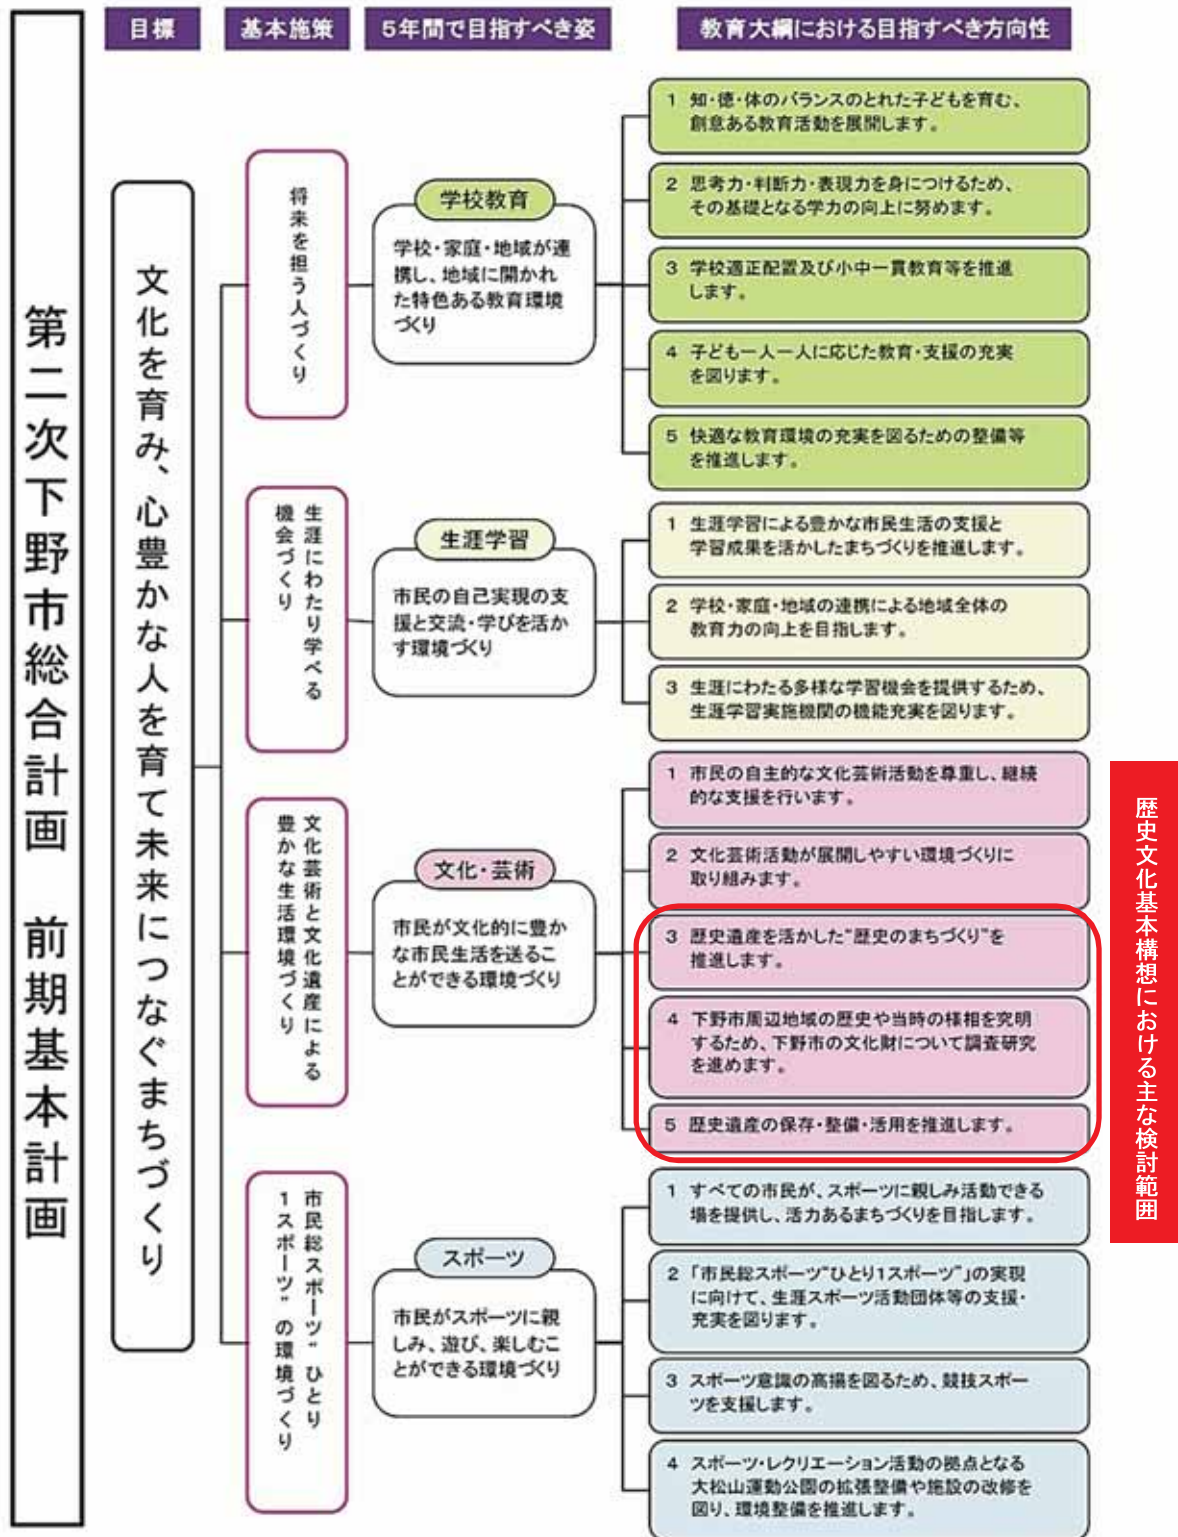 目標
基本施策
5年間で目指すべき姿
教育大綱における目指すべき方向性
第二次下野市総合計画 前期基本計画
文化を育み、心豊かな人を育て未来につなぐまちづくり
将来を担う人づくり
学校教育
学校・家庭・地域が連
携し、地域に開かれ
た特色ある教育環境
づくり
1 知・徳・体のバランスのとれた子どもを育む、
創意ある教育活動を展開します。
2 思考力・判断力・表現力を身につけるため、
その基礎となる学力の向上に努めます。
3 学校適正配置及び小中一貫教育等を推進
します。
4 子ども一人一人に応じた教育・支援の充実
を図ります。
5 快適な教育環境の充実を図るための整備等
を推進します。
生涯にわたり学べる
機会づくり
生涯学習
市民の自己実現の支
援と交流・学びを活か
す環境づくり
1 生涯学習による豊かな市民生活の支援と
学習成果を活かしたまちづくりを推進します。
2 学校・家庭・地域の連携による地域全体の
教育力の向上を目指します。
3 生涯にわたる多様な学習機会を提供するため、
生涯学習実施機関の機能充実を図ります。
文化芸術と文化遺産による
豊かな生活環境づくり
文化・芸術
市民が文化的に豊か
な市民生活を送るこ
とができる環境づくり
1 市民の自主的な文化芸術活動を尊重し、継続
的な支援を行います。
2 文化芸術活動が展開しやすい環境づくりに
取り組みます。
3 歴史遺産を活かした“歴史のまちづくり”を
推進します。
4 下野市周辺地域の歴史や当時の様相を究明
するため、下野市の文化財について調査研究
を進めます。
5 歴史遺産の保存・整備・活用を推進します。
歴史文化基本構想における主な検討範囲
市民総スポーツ“ひとり
1スポーツ”の環境づくり
スポーツ
市民がスポーツに親
しみ、遊び、楽しむこ
とができる環境づくり
1 すべての市民が、スポーツに親しみ活動できる
場を提供し、活力あるまちづくりを目指します。
2 「市民総スポーツ“ひとり1スポーツ”」の実現
に向けて、生涯スポーツ活動団体等の支援・
充実を図ります。
3 スポーツ意識の高揚を図るため、競技スポー
ツを支援します。
4 スポーツ・レクリエーション活動の拠点となる
大松山運動公園の拡張整備や施設の改修を
図り、環境整備を推進します。